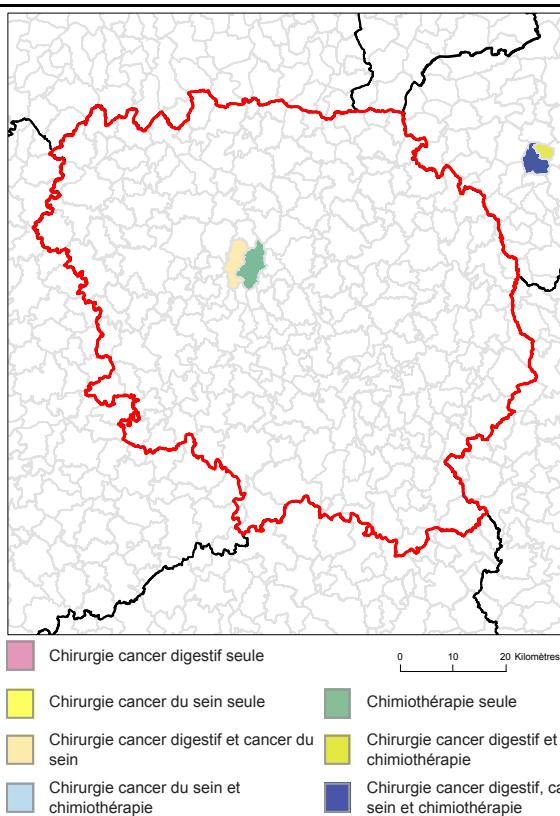 Chirurgie cancer digestif seule
0 10 20 Kilomètres
Chirurgie cancer du sein seule
Chimiothérapie seule
Chirurgie cancer digestif et cancer du
sein
Chirurgie cancer digestif et
chimiothérapie
Chirurgie cancer du sein et
chimiothérapie
Chirurgie cancer digestif, ca
sein et chimiothérapie